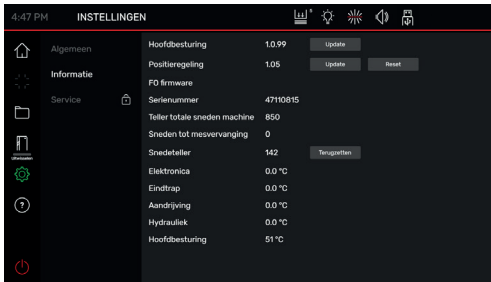 4:47 PM INSTELLINGEN
Algemeen
Informatie
Service
Uitwisselen
Hoofdbesturing 1.0.99 Update
Positieregeling 1.05 Update Reset
FO firmware
Serienummer 47110815
Teller totale sneden machine 850
Sneden tot mesvervanging 0
Snedeteller 142 Terugzetten
Elektronica 0.0 °C
Eindtrap 0.0 °C
Aandrijving 0.0 °C
Hydrauliek 0.0 °C
Hoofdbesturing 51 °C